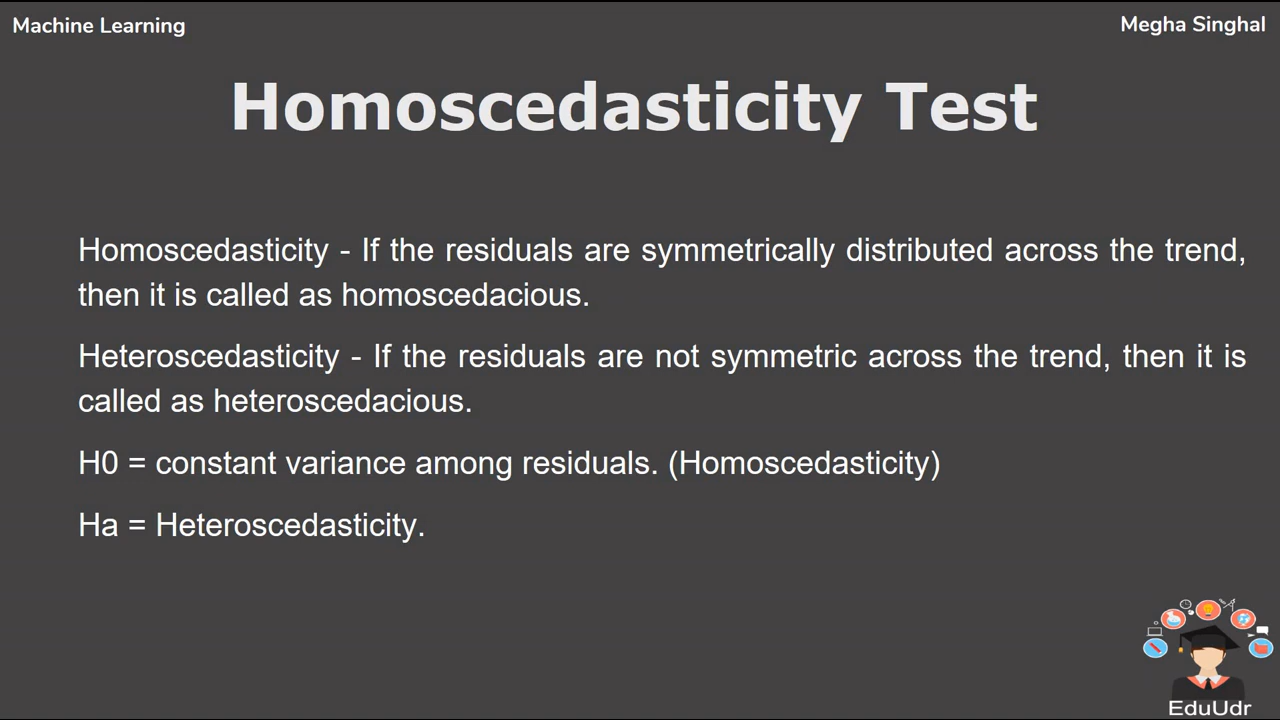 Machine Learning
Megha Singhal
Homoscedasticity Test
Homoscedasticity - If the residuals are symmetrically distributed across the trend,
then it is called as homoscedacious.
Heteroscedasticity - If the residuals are not symmetric across the trend, then it is
called as heteroscedacious.
H0 = constant variance among residuals. (Homoscedasticity)
Ha = Heteroscedasticity.
EduUdr